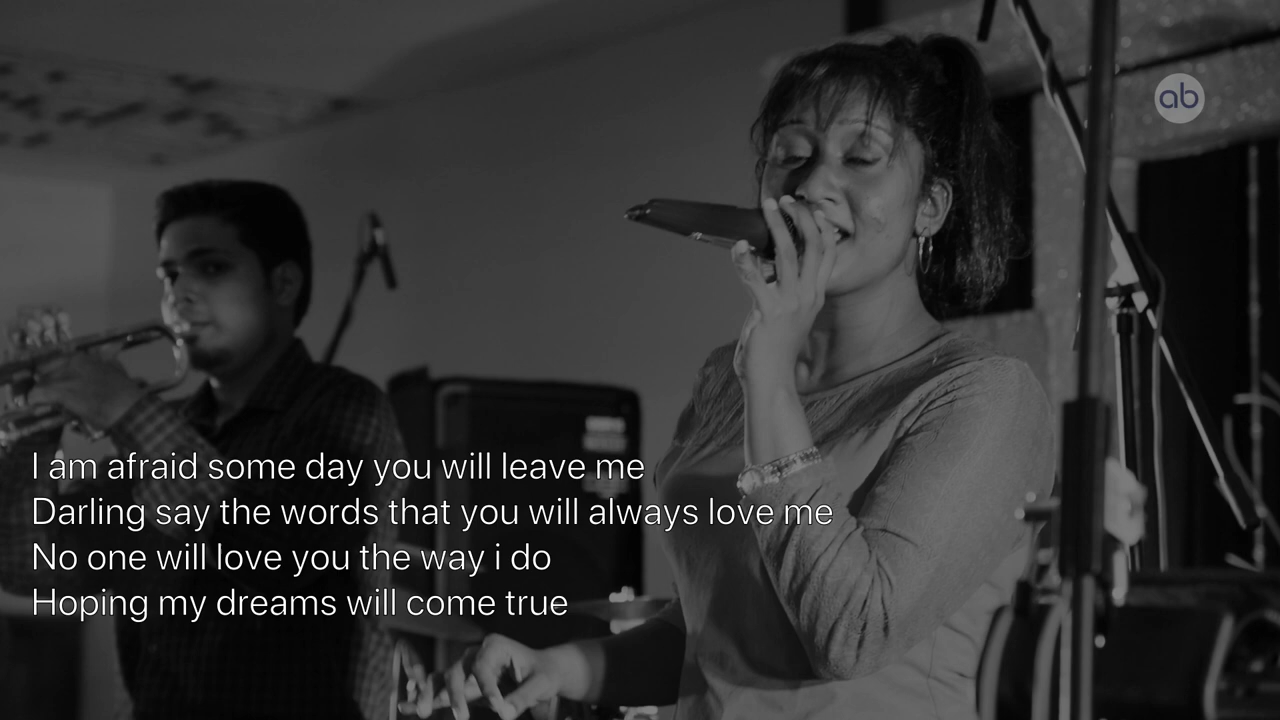 ab
I am afraid some day you will leave me
Darling say the words that you will always love me
No one will love you the way i do
Hoping my dreams will come true